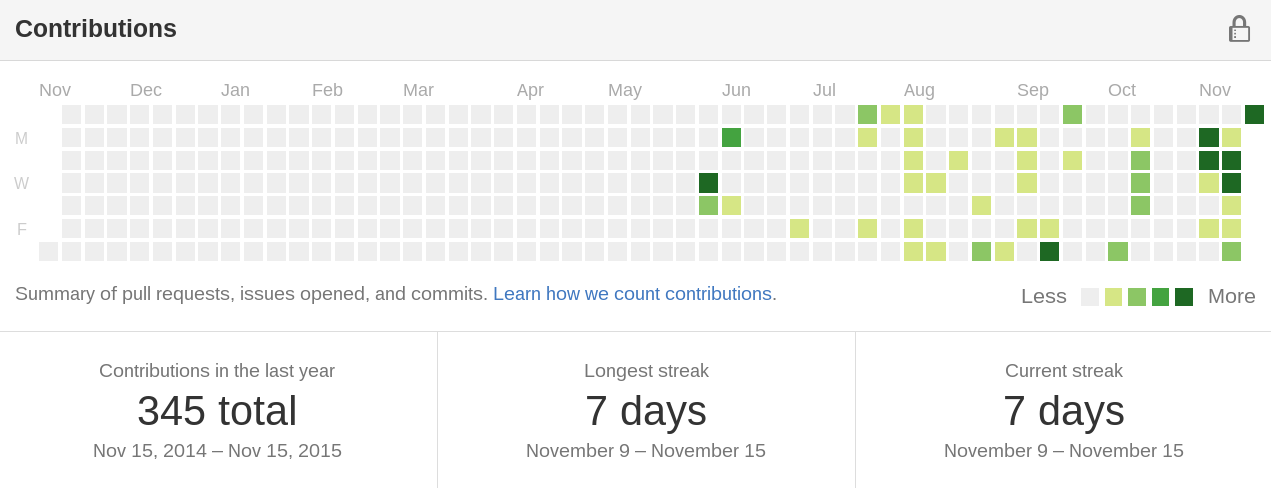 Contributions
Nov Dec Jan Feb Mar Apr May Jun Jul Aug Sep Oct Nov
M
W
F
Summary of pull requests, issues opened, and commits. Learn how we count contributions.
Less More
Contributions in the last year
345 total
Nov 15, 2014 – Nov 15, 2015
Longest streak
7 days
November 9 – November 15
Current streak
7 days
November 9 – November 15